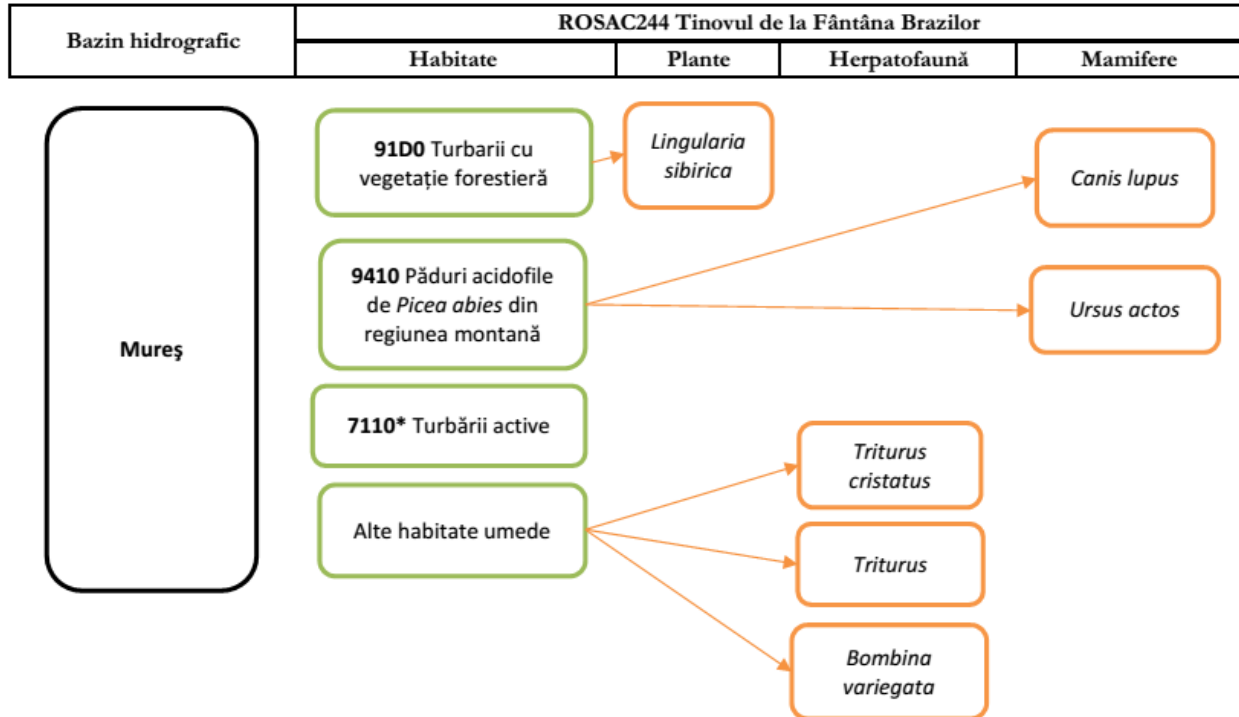 Bazin hidrografic
ROSAC244 Tinovul de la Fântâna Brazilor
Habitate
Plante
Herpatofaună
Mamifere
Mureş
91D0 Turbarii cu
vegetație forestieră
Lingularia
sibirica
Canis lupus
9410 Păduri acidofile
de Picea abies din
regiunea montană
Ursus actos
7110* Turbării active
Triturus
cristatus
Alte habitate umede
Triturus
Bombina
variegata